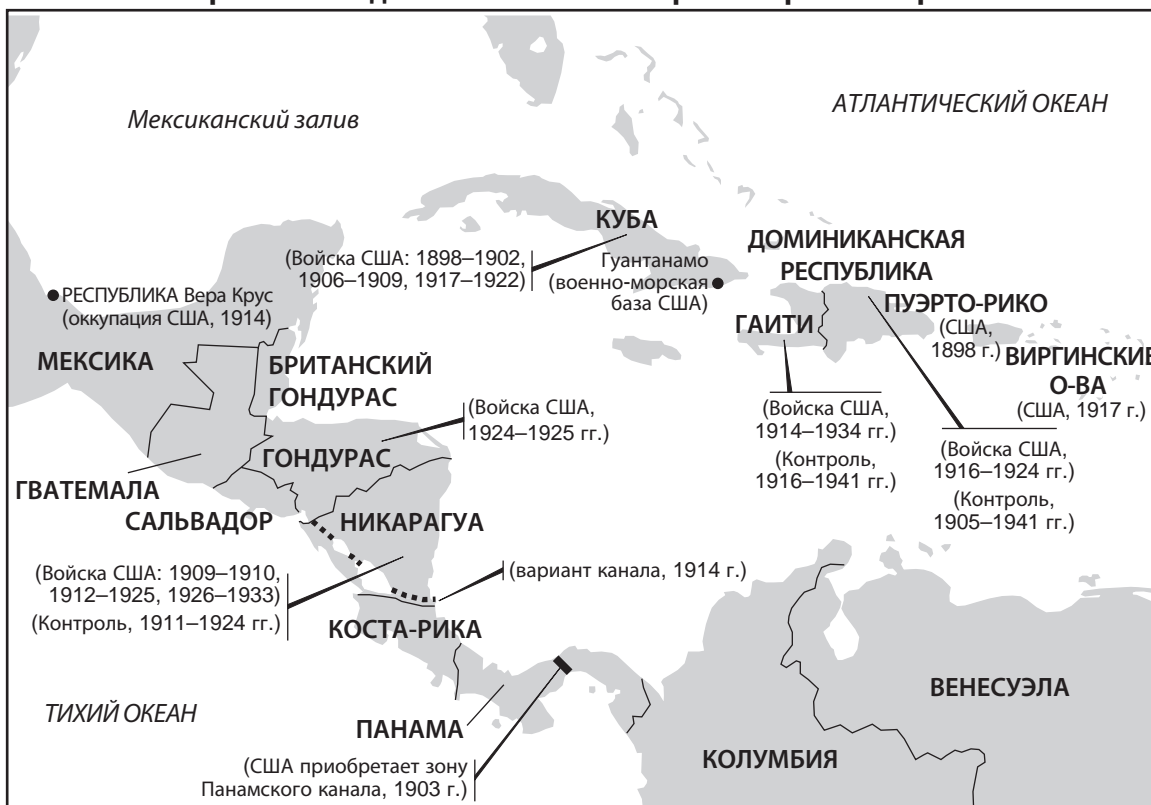 Мексиканский залив
АТЛАНТИЧЕСКИЙ ОКЕАН
КУБА
(Войска США: 1898–1902,
1906–1909, 1917–1922)
Гуантанамо
(военно-морская
база США)
ДОМИНИКАНСКАЯ
РЕСПУБЛИКА
ПУЭРТО-РИКО
(США,
1898 г.)
ГАИТИ
ВИРГИНСКИЕ
О-ВА
(США, 1917 г.)
РЕСПУБЛИКА Вера Крус
(оккупация США, 1914)
МЕКСИКА
БРИТАНСКИЙ
ГОНДУРАС
(Войска США,
1924–1925 гг.)
(Войска США,
1914–1934 гг.)
(Контроль,
1916–1941 гг.)
(Войска США,
1916–1924 гг.)
(Контроль,
1905–1941 гг.)
ГОНДУРАС
ГВАТЕМАЛА
САЛЬВАДОР
НИКАРАГУА
(Войска США: 1909–1910,
1912–1925, 1926–1933)
(Контроль, 1911–1924 гг.)
(вариант канала, 1914 г.)
КОСТА-РИКА
ТИХИЙ ОКЕАН
ПАНАМА
(США приобретает зону
Панамского канала, 1903 г.)
ВЕНЕСУЭЛА
КОЛУМБИЯ